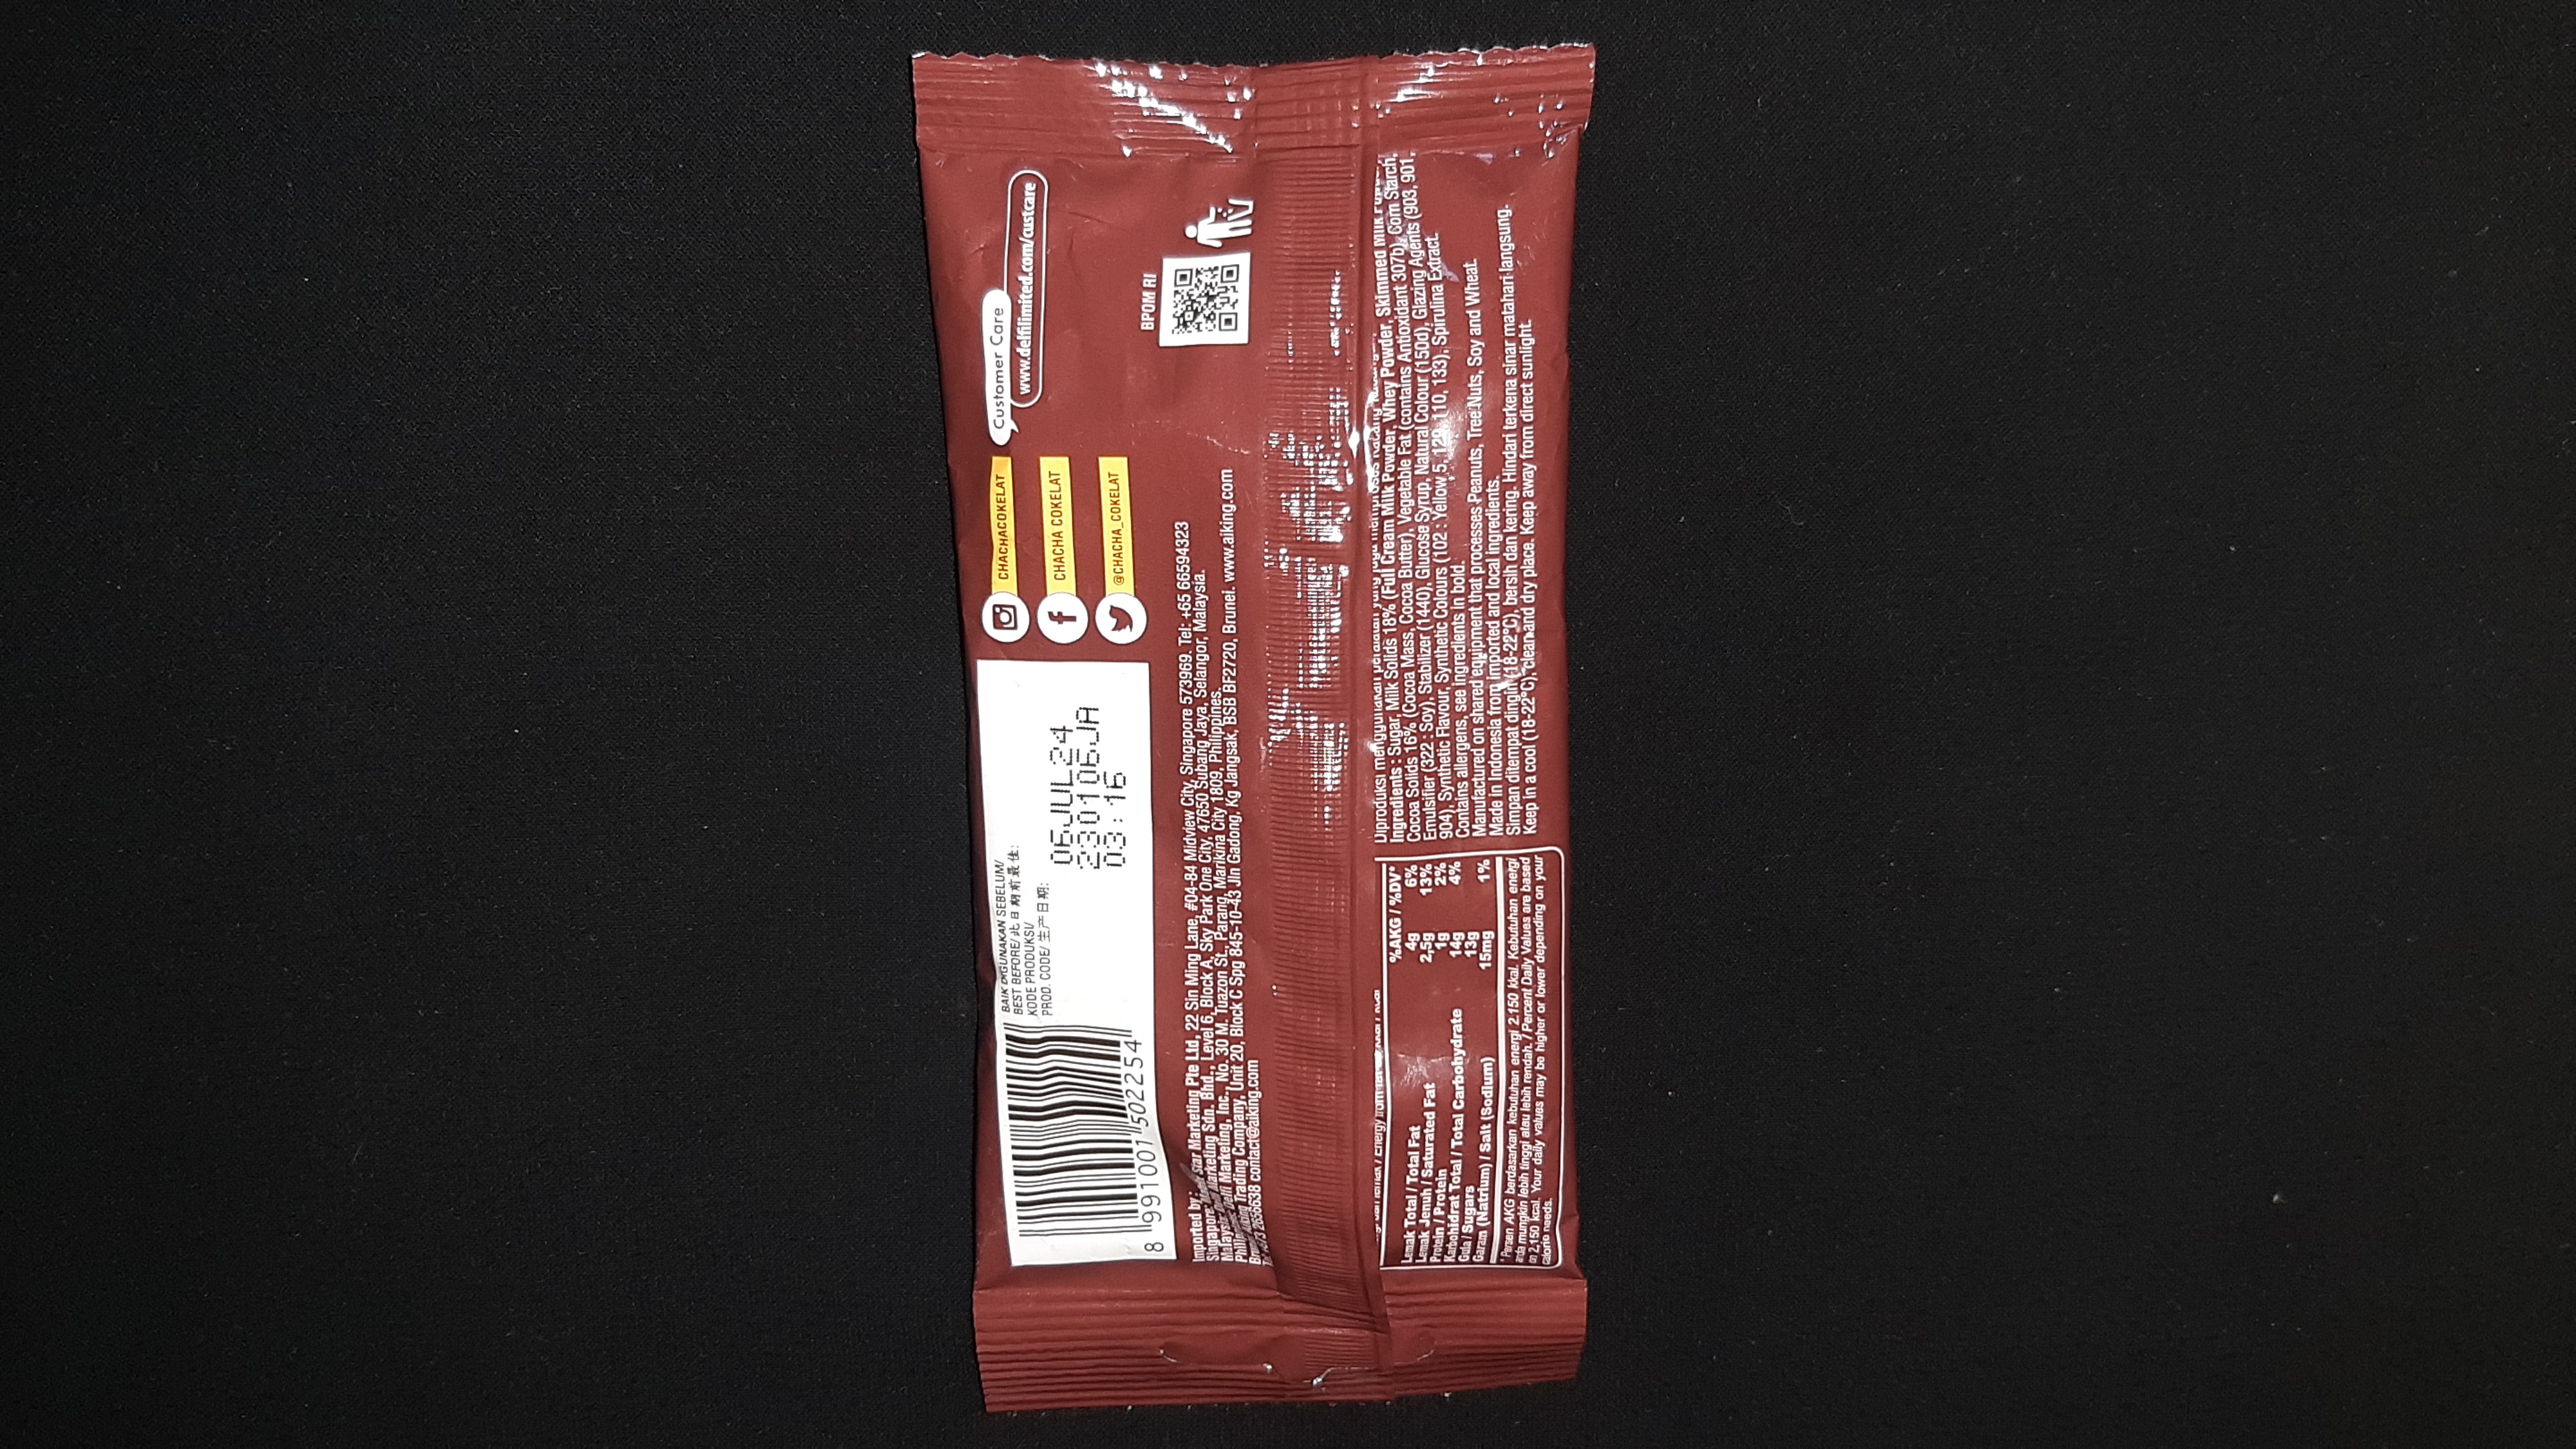 BAIK DIGUNAKAN SEBELUM/
BEST BEFORE/ 此日期前最佳:
KODE PRODUKSI/
PROD. CODE/ 生产日期:
06JUL24
230106JA
03:16
8 991001 502254
CHACHACOKELAT
CHACHA COKELAT
@CHACHA_COKELAT
Customer Care
www.delfilimited.com/custcare
BPOM RI
Imported by:
Singapore: Star Marketing Pte Ltd, 22 Sin Ming Lane, #04-84 Midview City, Singapore 573969. Tel: +65 66594323
Malaysia: Marketing Sdn. Bhd., Level 6, Block A, Sky Park One City, 47650 Subang Jaya, Selangor, Malaysia.
Delfi Marketing, Inc., No. 30 M. Tuazon St., Parang, Marikina City 1809, Philippines.
Aiking Trading Company, Unit 20, Block C Spg 845-10-43 Jln Gadong, Kg Jangsak, BSB BF2720, Brunei. www.aiking.com
2656638 contact@aiking.com
lemak / Energy from
%AKG / %DV*
Lemak Total / Total Fat 4g 6%
Lemak Jenuh / Saturated Fat 2,5g 13%
Protein / Protein 1g 2%
Karbohidrat Total / Total Carbohydrate 14g 4%
Gula / Sugars 13g
Garam (Natrium) / Salt (Sodium) 15mg 1%
*Persen AKG berdasarkan kebutuhan energi 2.150 kkal. Kebutuhan energi
anda mungkin lebih tinggi atau lebih rendah. / Percent Daily Values are based
on 2,150 kcal. Your daily values may be higher or lower depending on your
calorie needs.
Diproduksi menggunakan peralatan yang juga memproses
Ingredients : Sugar, Milk Solids 18% (Full Cream Milk Powder, Whey Powder, Skimmed Milk
Cocoa Solids 16% (Cocoa Mass, Cocoa Butter), Vegetable Fat (contains Antioxidant 307b), Corn Starch,
Emulsifier (322 : Soy), Stabilizer (1440), Glucose Syrup, Natural Colour (150d), Glazing Agents (903, 901,
904), Synthetic Flavour, Synthetic Colours (102 : Yellow 5, 129, 110, 133), Spirulina Extract.
Contains allergens, see ingredients in bold.
Manufactured on shared equipment that processes Peanuts, Tree Nuts, Soy and Wheat.
Made in Indonesia from imported and local ingredients.
Simpan ditempat dingin (18-22°C), bersih dan kering. Hindari terkena sinar matahari langsung.
Keep in a cool (18-22°C), clean and dry place. Keep away from direct sunlight.